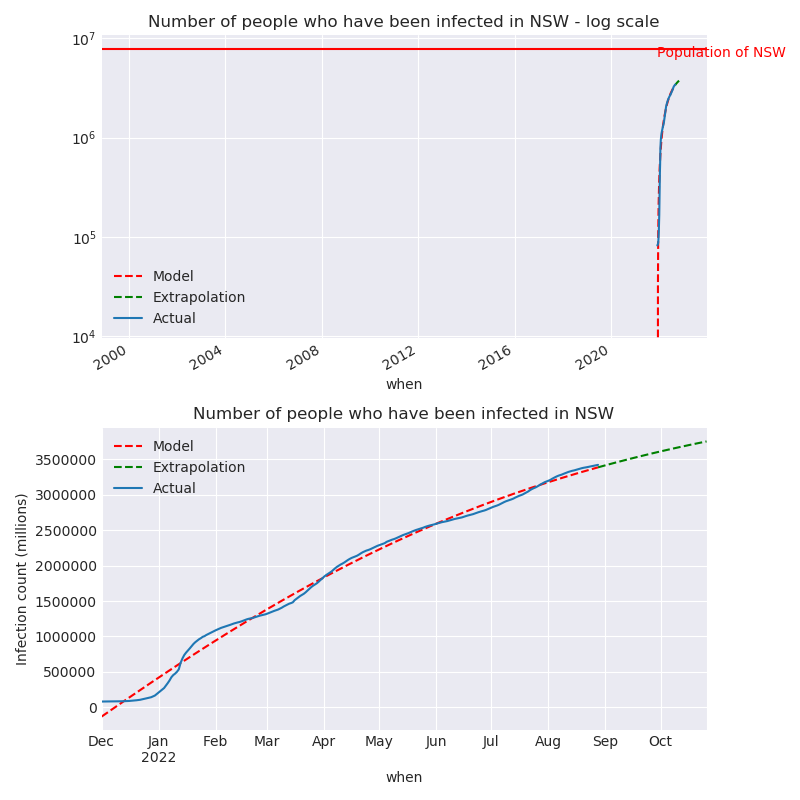 Number of people who have been infected in NSW - log scale
10^7
Population of NSW
10^6
10^5
10^4
Model
Extrapolation
Actual
2000
2004
2008
2012
2016
2020
when
Number of people who have been infected in NSW
Infection count (millions)
3500000
3000000
2500000
2000000
1500000
1000000
500000
0
Model
Extrapolation
Actual
Dec
Jan
2022
Feb
Mar
Apr
May
Jun
Jul
Aug
Sep
Oct
when